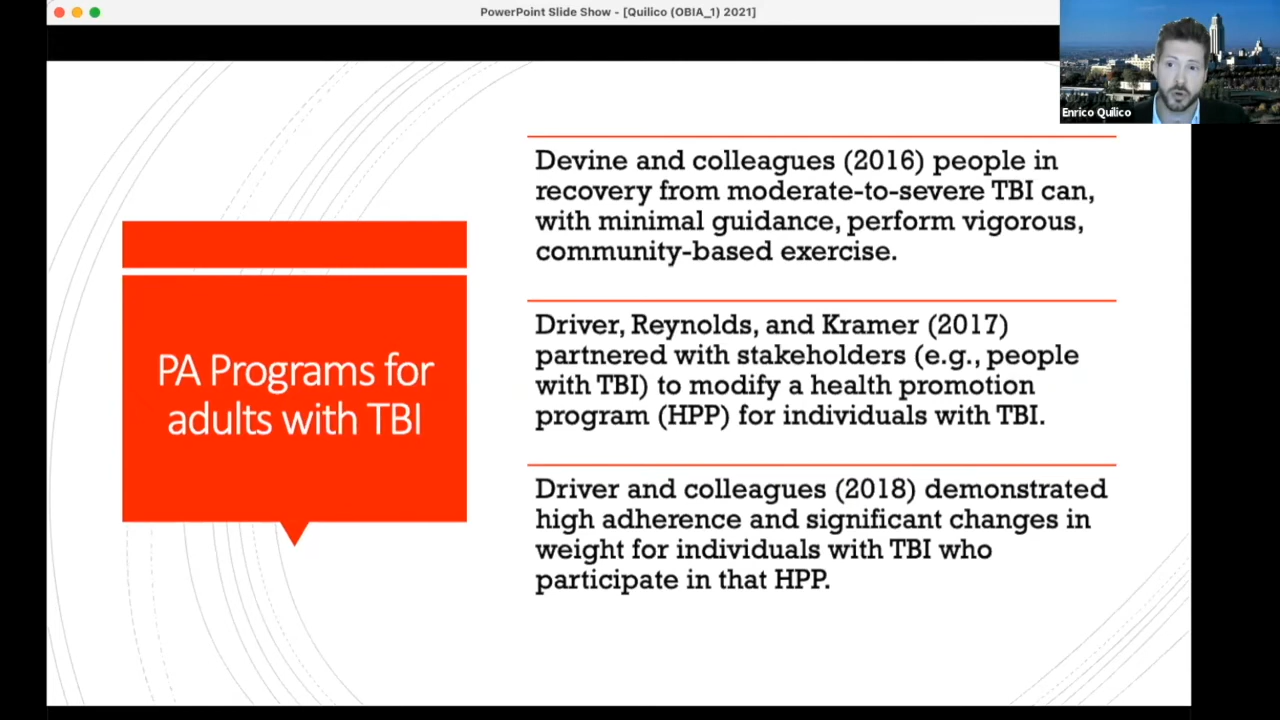 PowerPoint Slide Show - [Quilico (OBIA_1) 2021]
Enrico Quilico
PA Programs for
adults with TBI
Devine and colleagues (2016) people in
recovery from moderate-to-severe TBI can,
with minimal guidance, perform vigorous,
community-based exercise.
Driver, Reynolds, and Kramer (2017)
partnered with stakeholders (e.g., people
with TBI) to modify a health promotion
program (HPP) for individuals with TBI.
Driver and colleagues (2018) demonstrated
high adherence and significant changes in
weight for individuals with TBI who
participate in that HPP.